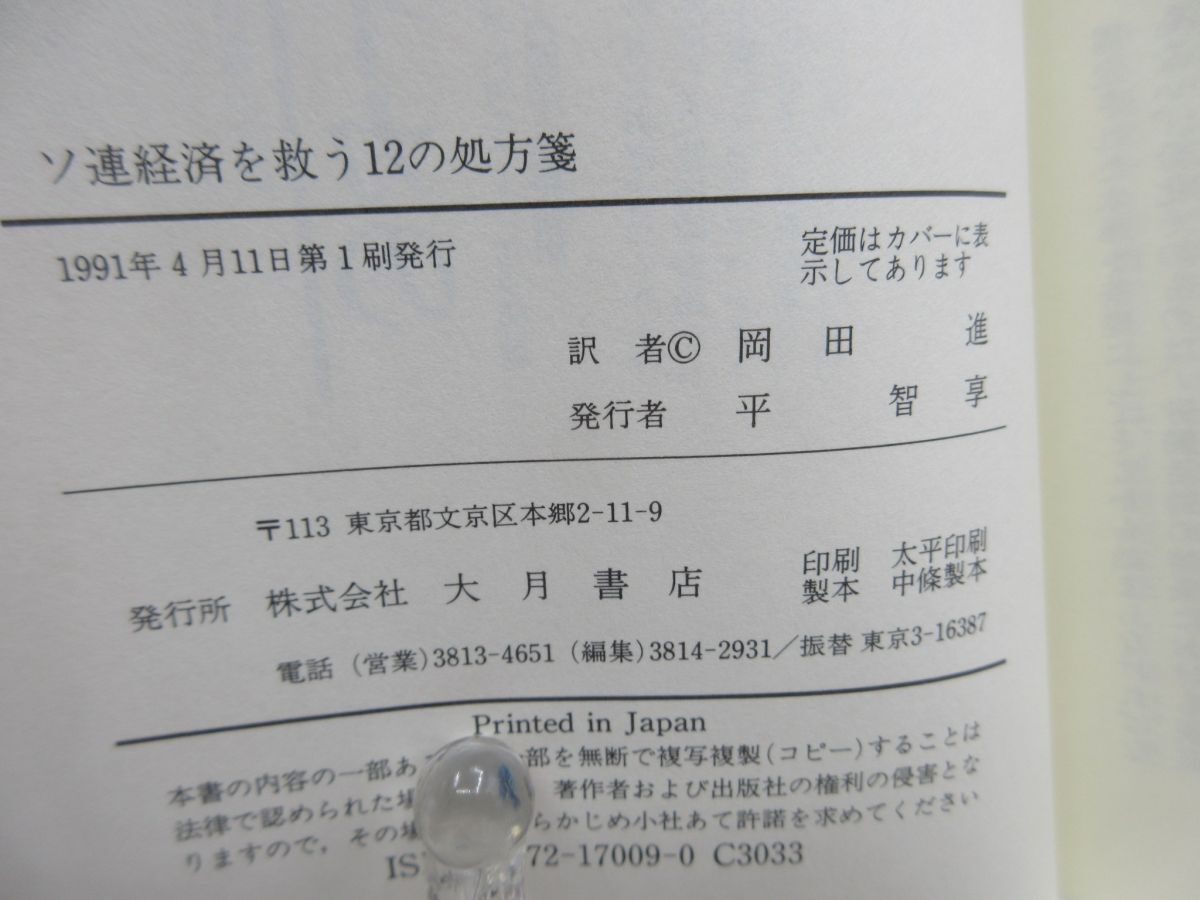 ソ連経済を救う12の処方箋
1991年4月11日第1刷発行
定価はカバーに表
示してあります
訳者© 岡田 進
発行者 平 智享
〒113 東京都文京区本郷2-11-9
発行所 株式会社 大月書店
印刷 太平印刷
製本 中條製本
電話 (営業)3813-4651 (編集)3814-2931/振替 東京3-16387
Printed in Japan
本書の内容の一部あ 部を無断で複写複製(コピー)することは
法律で認められた場 著作者および出版社の権利の侵害とな
りますので,その場 らかじめ小社あて許諾を求めてください
IS 72-17009-0 C3033